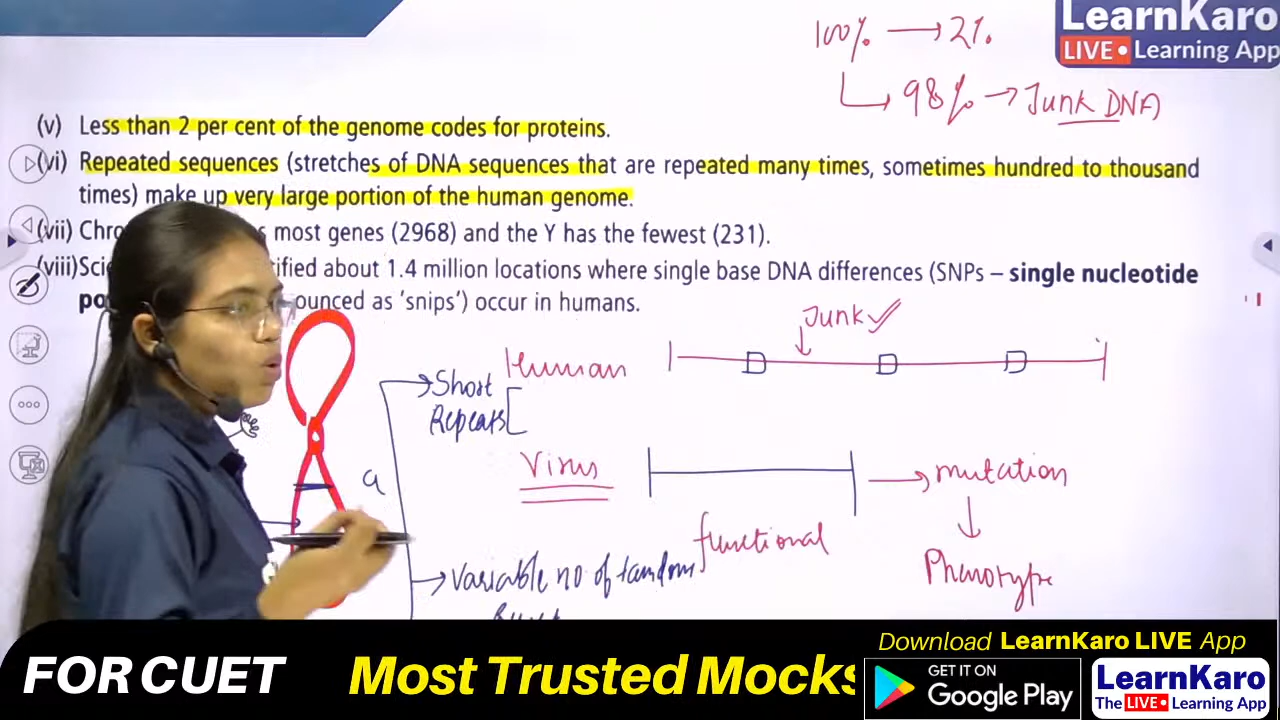 LearnKaro
LIVE • Learning App
100% → 2%
98% → Junk DNA
(v) Less than 2 per cent of the genome codes for proteins.
(vi) Repeated sequences (stretches of DNA sequences that are repeated many times, sometimes hundred to thousand
times) make up very large portion of the human genome.
(vii) most genes (2968) and the Y has the fewest (231).
(viii) about 1.4 million locations where single base DNA differences (SNPs – single nucleotide
as 'snips') occur in humans.
Junk ✓
Human
Short
Repeats
a
Virus
→ mutation
functional
Phenotype
→ Variable no of tandom
FOR CUET
Most Trusted Mocks
Download LearnKaro LIVE App
GET IT ON
Google Play
LearnKaro
The LIVE • Learning App